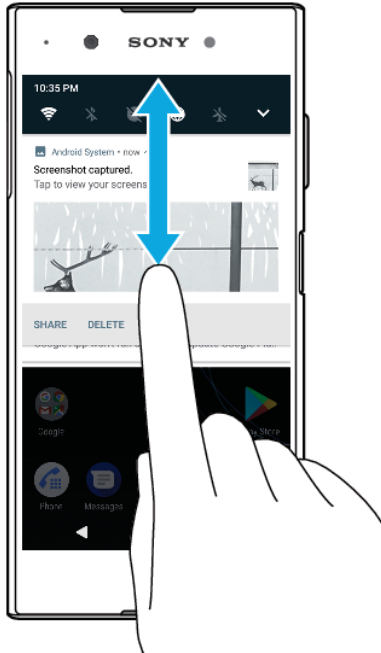 SONY
10:35 PM
Android System • now
Screenshot captured.
Tap to view your screens
SHARE DELETE
Google
Store
Phone Messages